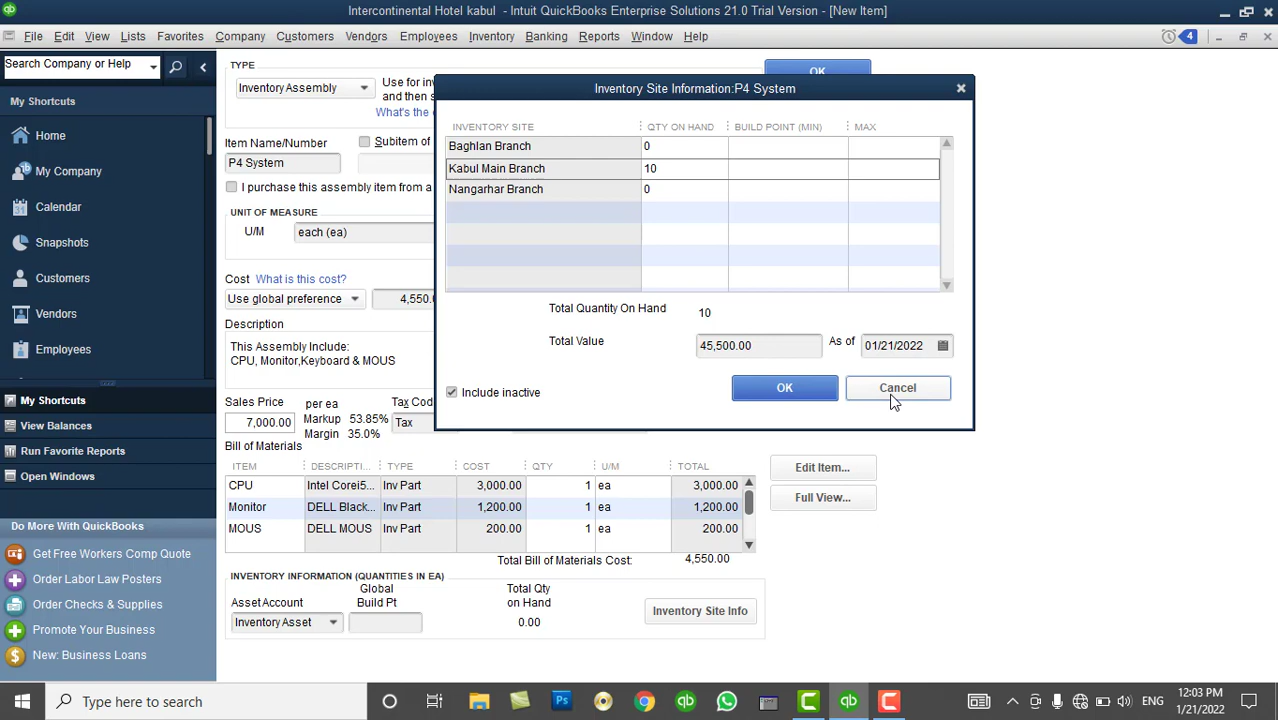 Intercontinental Hotel kabul - Intuit QuickBooks Enterprise Solutions 21.0 Trial Version - [New Item]
File Edit View Lists Favorites Company Customers Vendors Employees Inventory Banking Reports Window Help
4
Search Company or Help
My Shortcuts
Home
My Company
Calendar
Snapshots
Customers
Vendors
Employees
My Shortcuts
View Balances
Run Favorite Reports
Open Windows
Do More With QuickBooks
Get Free Workers Comp Quote
Order Labor Law Posters
Order Checks & Supplies
Promote Your Business
New: Business Loans
TYPE
Inventory Assembly
Use for inv
and then s
What's the
OK
Item Name/Number
Subitem of
P4 System
I purchase this assembly item from a
UNIT OF MEASURE
U/M each (ea)
Cost What is this cost?
Use global preference 4,550.
Description
This Assembly Include:
CPU, Monitor,Keyboard & MOUS
Sales Price per ea Tax Cod
7,000.00 Markup 53.85% Tax
Margin 35.0%
Bill of Materials
ITEM DESCRIPTI... TYPE COST QTY U/M TOTAL
CPU Intel Corei5... Inv Part 3,000.00 1 ea 3,000.00
Monitor DELL Black... Inv Part 1,200.00 1 ea 1,200.00
MOUS DELL MOUS Inv Part 200.00 1 ea 200.00
Total Bill of Materials Cost: 4,550.00
Edit Item...
Full View...
INVENTORY INFORMATION (QUANTITIES IN EA)
Asset Account Global Build Pt Total Qty on Hand
Inventory Asset 0.00
Inventory Site Info
Inventory Site Information:P4 System
INVENTORY SITE QTY ON HAND BUILD POINT (MIN) MAX
Baghlan Branch 0
Kabul Main Branch 10
Nangarhar Branch 0
Total Quantity On Hand 10
Total Value 45,500.00 As of 01/21/2022
Include inactive
OK Cancel
Type here to search
Ps
qb
ENG
12:03 PM
1/21/2022